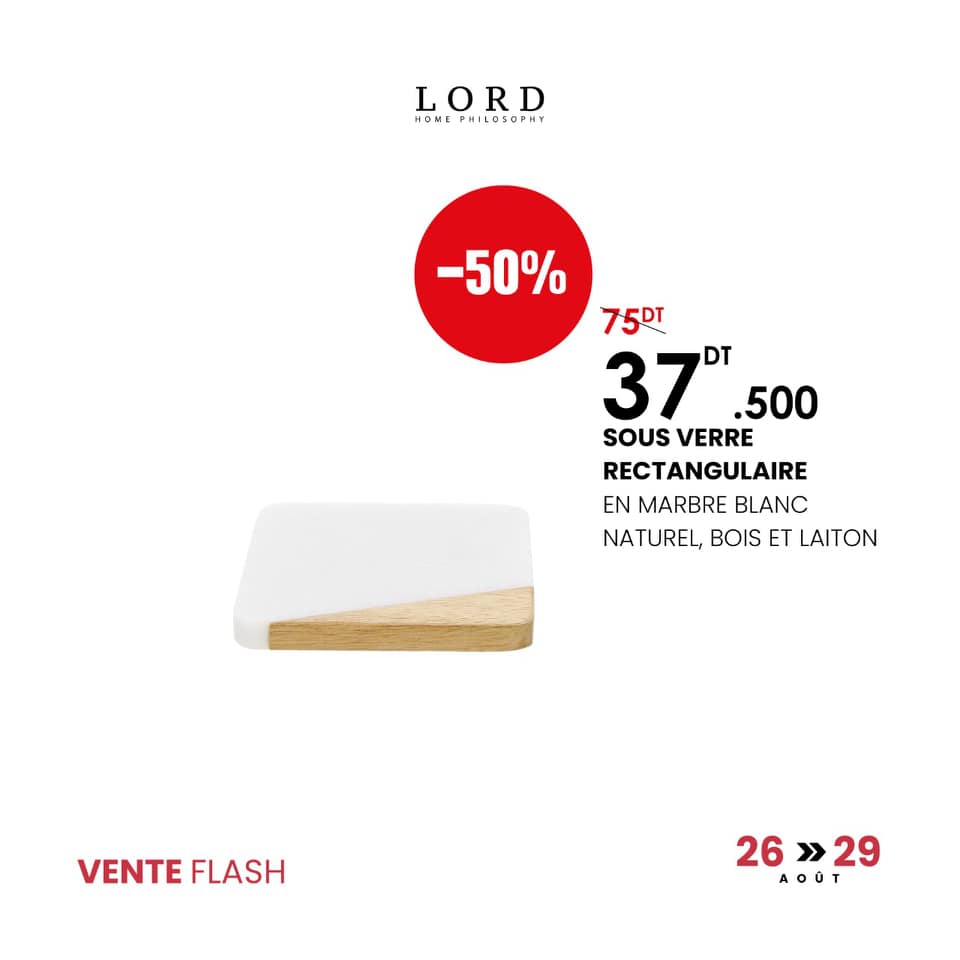 LORD
HOME PHILOSOPHY
-50%
75DT
37DT.500
SOUS VERRE
RECTANGULAIRE
EN MARBRE BLANC
NATUREL, BOIS ET LAITON
VENTE FLASH
26 » 29
AOÛT